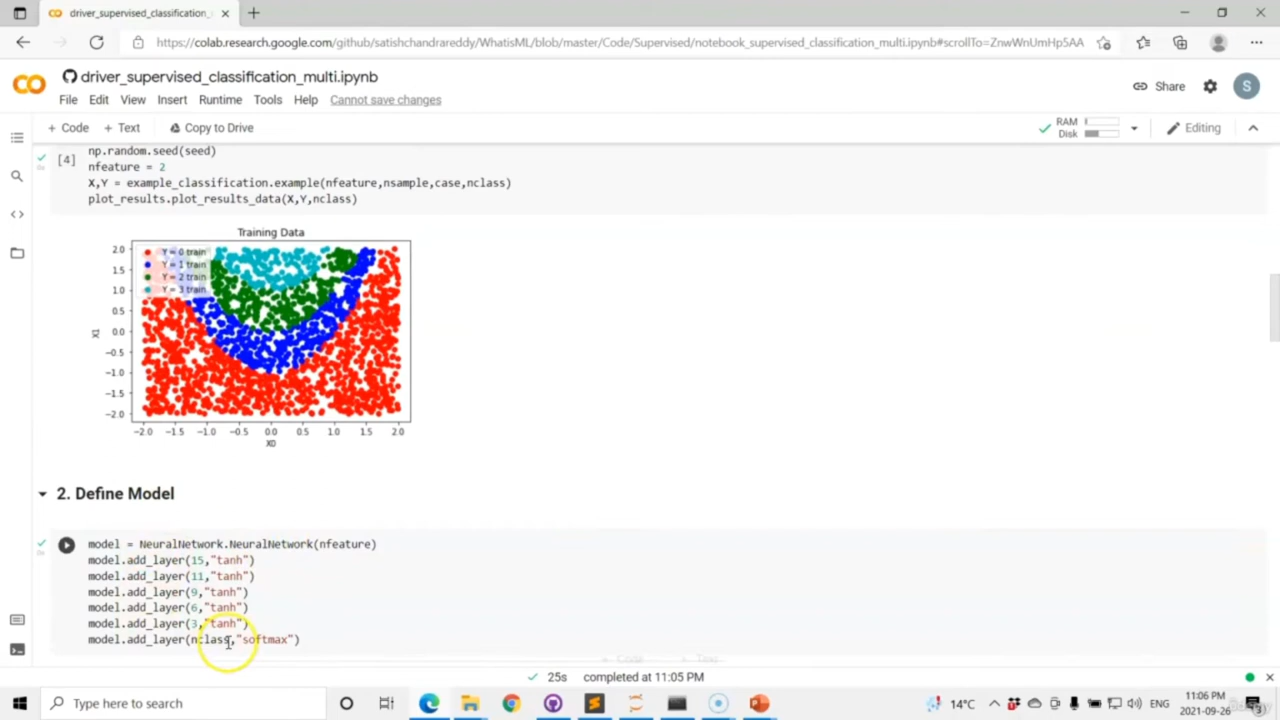 driver_supervised_classification_
https://colab.research.google.com/github/satishchandrareddy/WhatisML/blob/master/Code/Supervised/notebook_supervised_classification_multi.ipynb#scrollTo=ZnwWnUmHp5AA
CO
driver_supervised_classification_multi.ipynb
Share
S
File Edit View Insert Runtime Tools Help Cannot save changes
+ Code + Text Copy to Drive
RAM
Disk
Editing
[4]
np.random.seed(seed)
nfeature = 2
X,Y = example_classification.example(nfeature,nsample,case,nclass)
plot_results.plot_results_data(X,Y,nclass)
Training Data
Y = 0 train
Y = 1 train
Y = 2 train
Y = 3 train
2.0
1.5
1.0
0.5
0.0
−0.5
−1.0
−1.5
−2.0
X1
−2.0 −1.5 −1.0 −0.5 0.0 0.5 1.0 1.5 2.0
X0
2. Define Model
model = NeuralNetwork.NeuralNetwork(nfeature)
model.add_layer(15,"tanh")
model.add_layer(11,"tanh")
model.add_layer(9,"tanh")
model.add_layer(6,"tanh")
model.add_layer(3,"tanh")
model.add_layer(nclass,"softmax")
+ Code + Text
25s completed at 11:05 PM
Type here to search
14°C
ENG
11:06 PM
2021-09-26